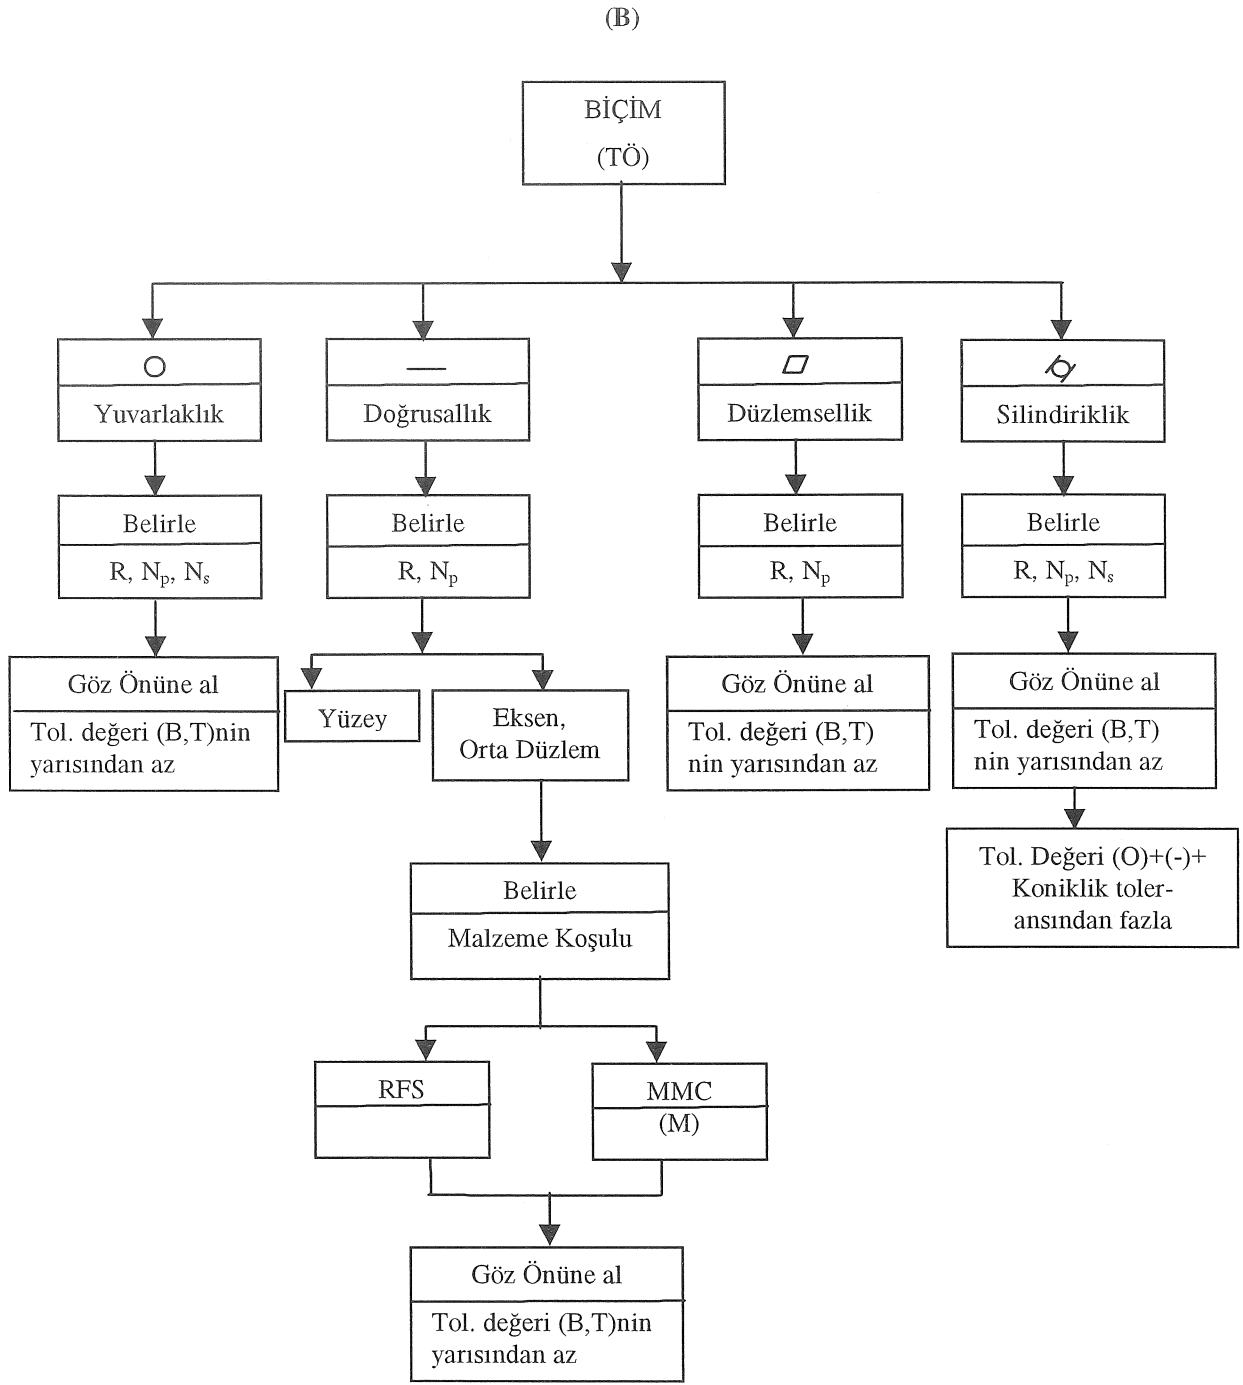 (B)
BİÇİM
(TÖ)
Yuvarlaklık
Doğrusallık
Düzlemsellik
Silindiriklik
Belirle
R, Np, Ns
Belirle
R, Np
Belirle
R, Np
Belirle
R, Np, Ns
Göz Önüne al
Tol. değeri (B,T)nin
yarısından az
Yüzey
Eksen,
Orta Düzlem
Göz Önüne al
Tol. değeri (B,T)
nin yarısından az
Göz Önüne al
Tol. değeri (B,T)
nin yarısından az
Tol. Değeri (O)+(-)+
Koniklik toler-
ansından fazla
Belirle
Malzeme Koşulu
RFS
MMC
(M)
Göz Önüne al
Tol. değeri (B,T)nin
yarısından az